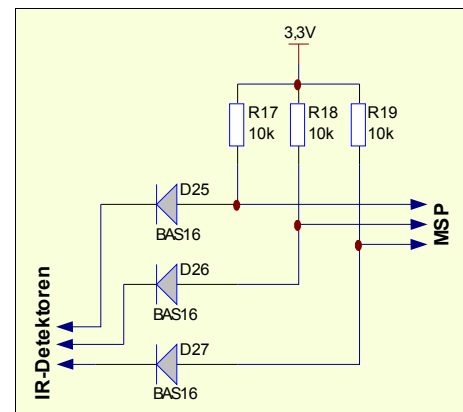 3,3V
R17
10k
R18
10k
R19
10k
D25
BAS16
MSP
D26
BAS16
D27
BAS16
IR-Detektoren